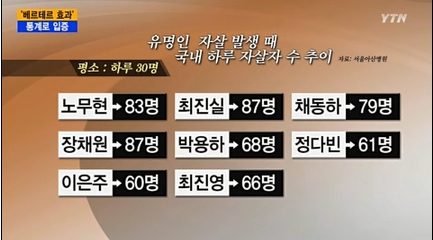 '베르테르 효과'
통계로 입증
YTN
유명인 자살 발생 때
국내 하루 자살자 수 추이
자료 : 서울아산병원
평소 : 하루 30명
노무현➡83명 최진실➡87명 채동하➡79명
장채원➡87명 박용하➡68명 정다빈➡61명
이은주➡60명 최진영➡66명